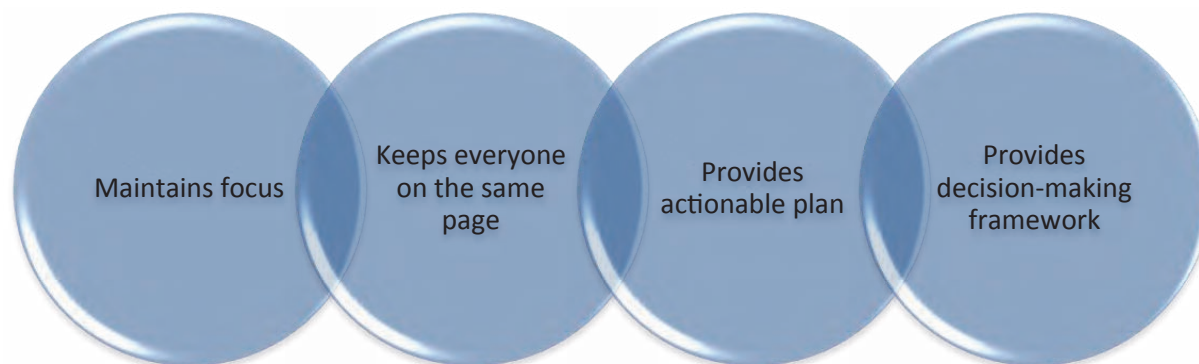 Maintains focus
Keeps everyone
on the same
page
Provides
actionable plan
Provides
decision-making
framework